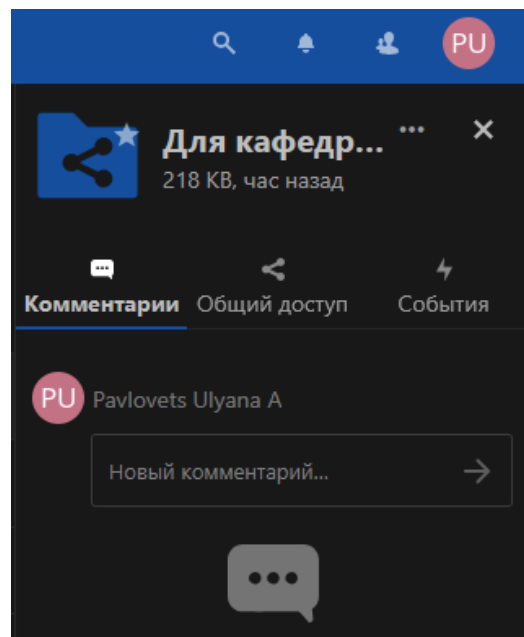 PU
Для кафедр...
218 KB, час назад
Комментарии Общий доступ События
PU Pavlovets Ulyana A
Новый комментарий...